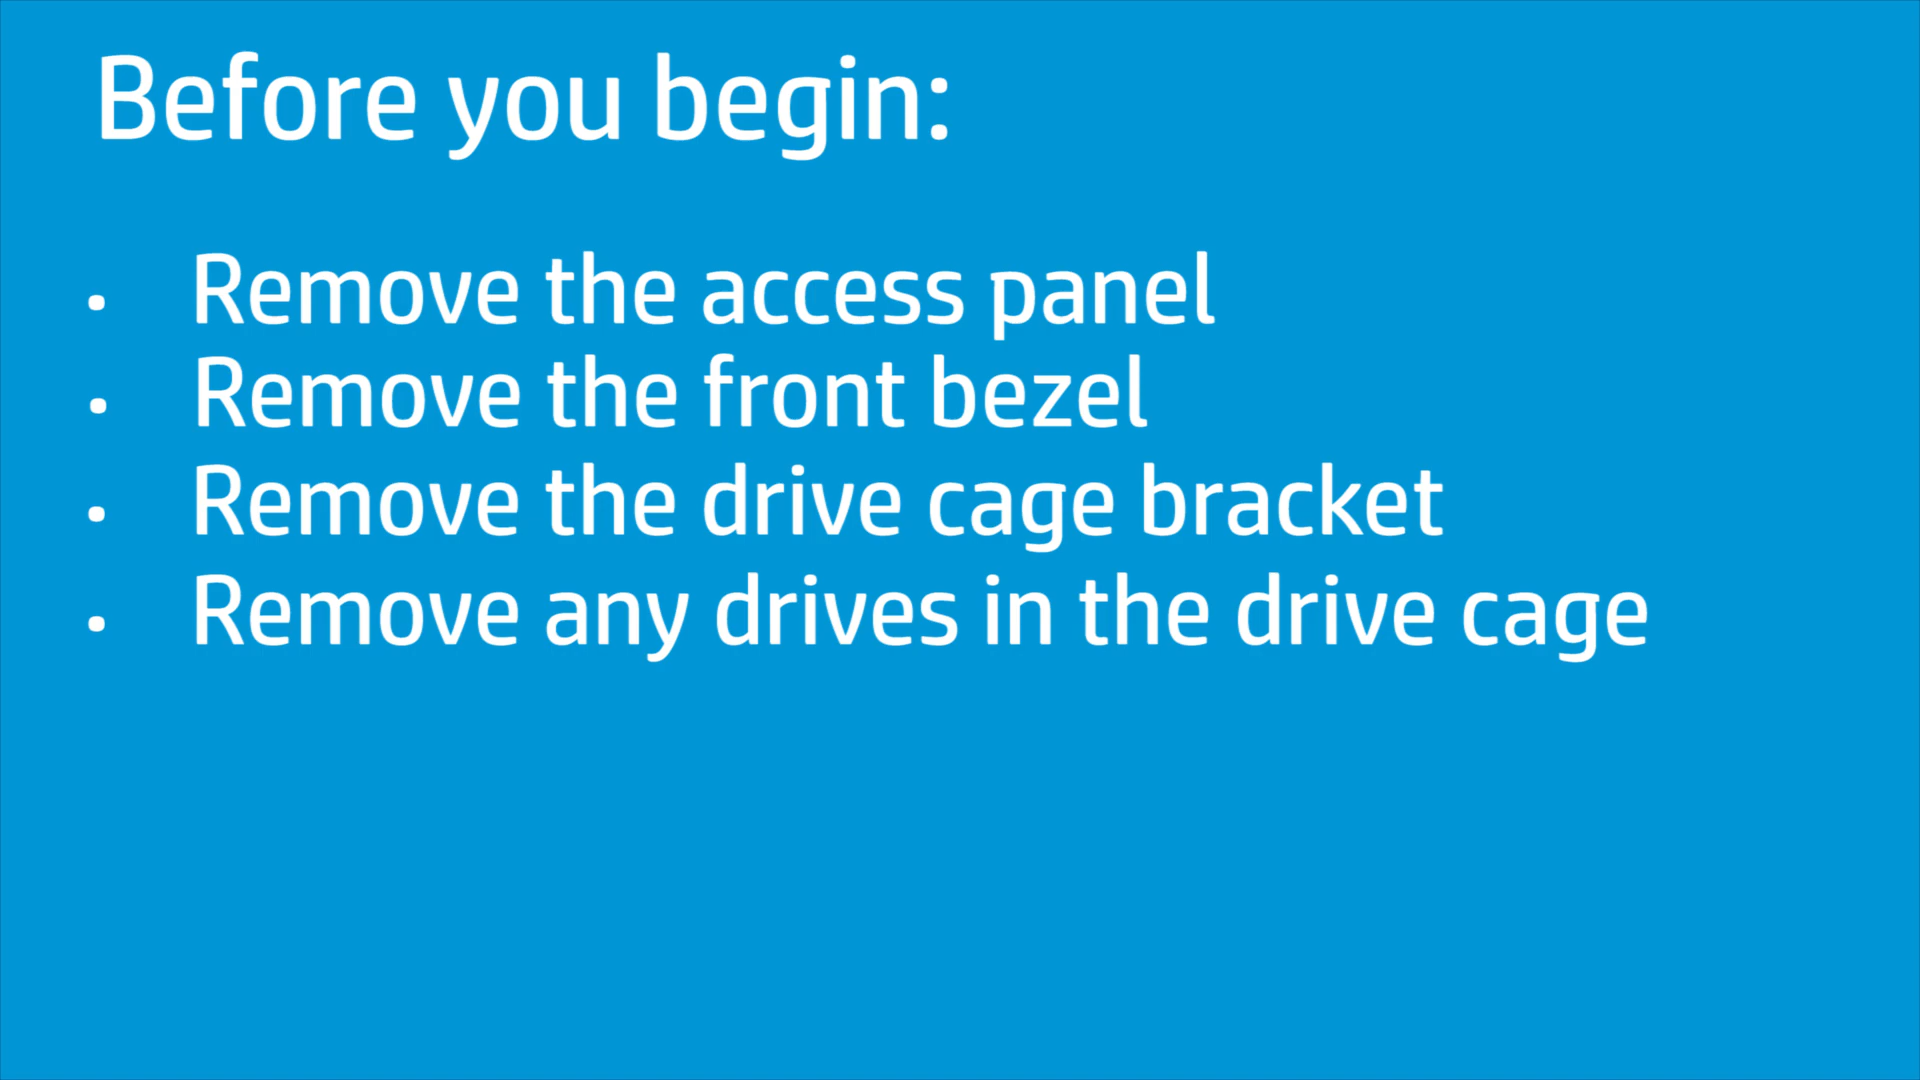 Before you begin:
• Remove the access panel
• Remove the front bezel
• Remove the drive cage bracket
• Remove any drives in the drive cage